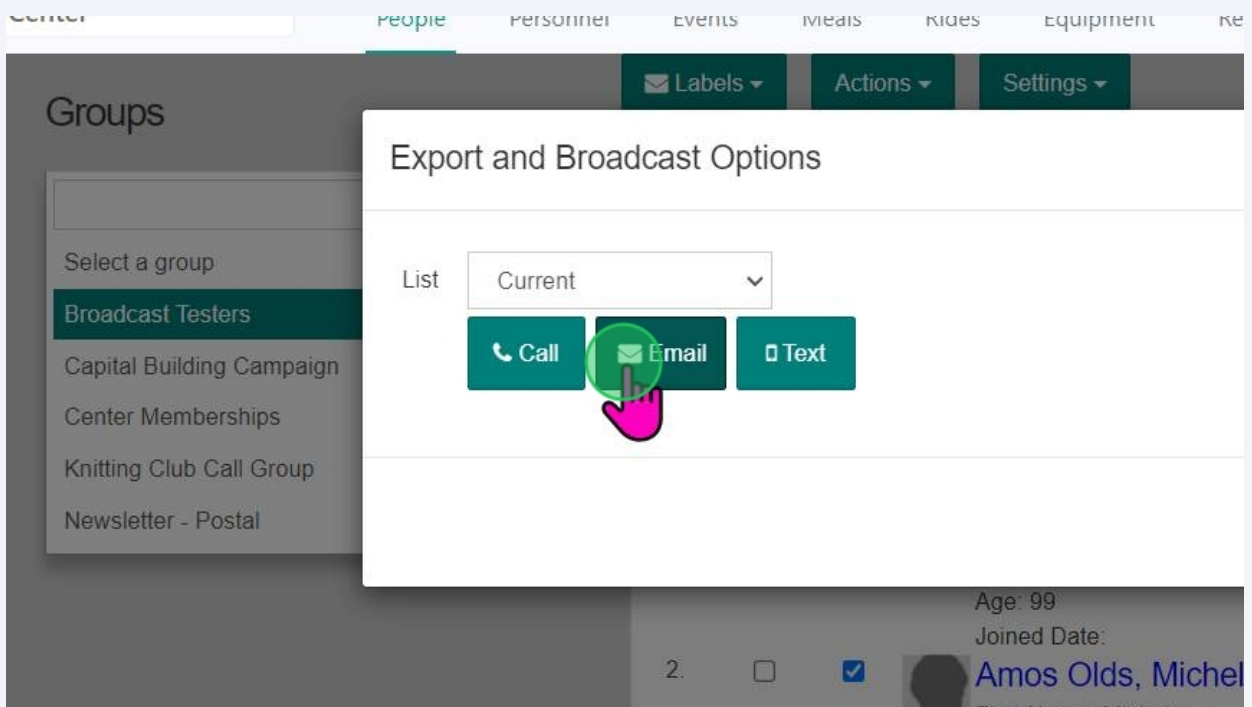 Center
People Personnel Events Meals Rides Equipment Re
Labels Actions Settings
Groups
Export and Broadcast Options
Select a group
List Current
Broadcast Testers
Call Email Text
Capital Building Campaign
Center Memberships
Knitting Club Call Group
Newsletter - Postal
Age: 99
Joined Date:
2.
Amos Olds, Michel